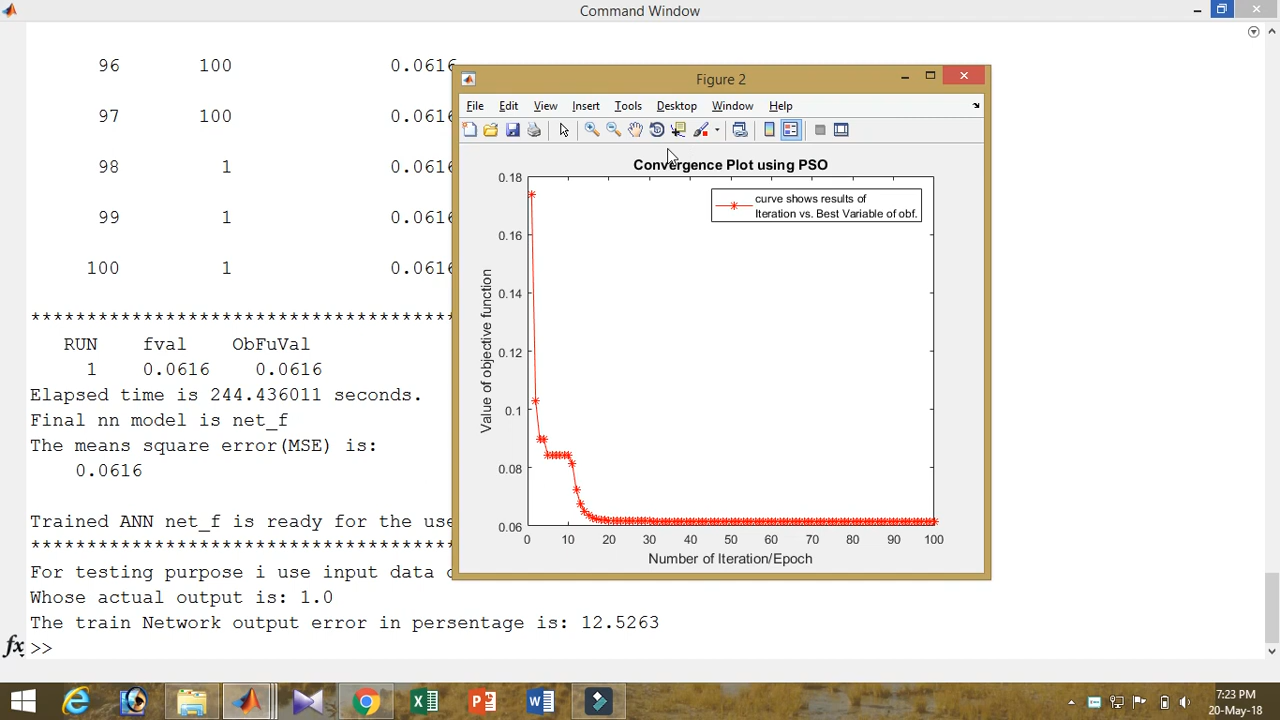 Command Window
96 100 0.0616
97 100 0.0616
98 1 0.0616
99 1 0.0616
100 1 0.0616
****************************************
RUN fval ObFuVal
1 0.0616 0.0616
Elapsed time is 244.436011 seconds.
Final nn model is net_f
The means square error(MSE) is:
0.0616
Trained ANN net_f is ready for the use
****************************************
For testing purpose i use input data
Whose actual output is: 1.0
The train Network output error in persentage is: 12.5263
fx >>
Figure 2
File Edit View Insert Tools Desktop Window Help
Convergence Plot using PSO
curve shows results of
Iteration vs. Best Variable of obf.
Value of objective function
0.18
0.16
0.14
0.12
0.1
0.08
0.06
0 10 20 30 40 50 60 70 80 90 100
Number of Iteration/Epoch
7:23 PM
20-May-18